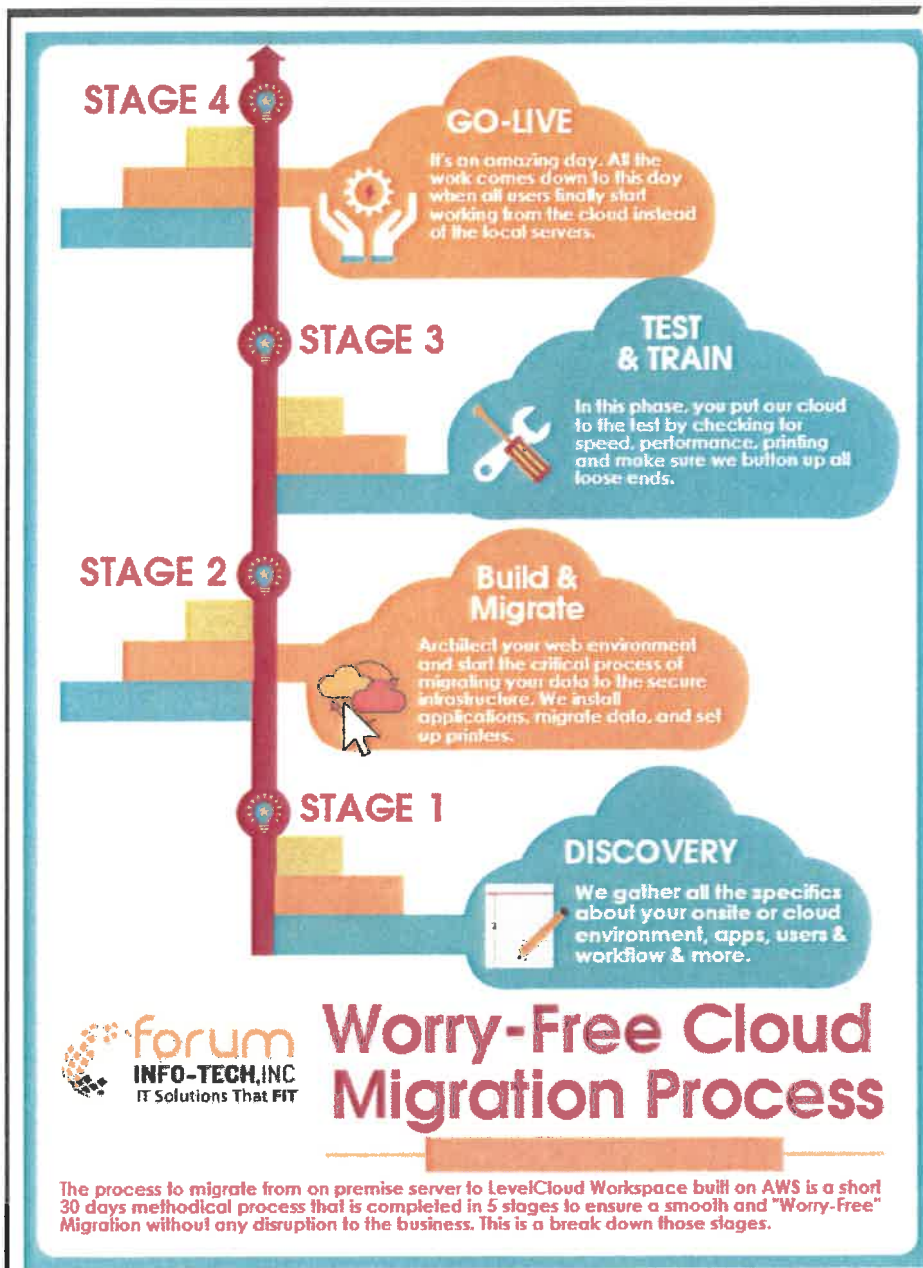 STAGE 4
GO-LIVE
It's an amazing day. All the
work comes down to this day
when all users finally start
working from the cloud instead
of the local servers.
STAGE 3
TEST
& TRAIN
In this phase, you put our cloud
to the test by checking for
speed, performance, printing
and make sure we button up all
loose ends.
STAGE 2
Build &
Migrate
Architect your web environment
and start the critical process of
migrating your data to the secure
infrastructure. We install
applications, migrate data, and set
up printers.
STAGE 1
DISCOVERY
We gather all the specifics
about your onsite or cloud
environment, apps, users &
workflow & more.
forum
INFO-TECH,INC
IT Solutions That FIT
Worry-Free Cloud
Migration Process
The process to migrate from on premise server to LevelCloud Workspace built on AWS is a short
30 days methodical process that is completed in 5 stages to ensure a smooth and "Worry-Free"
Migration without any disruption to the business. This is a break down those stages.